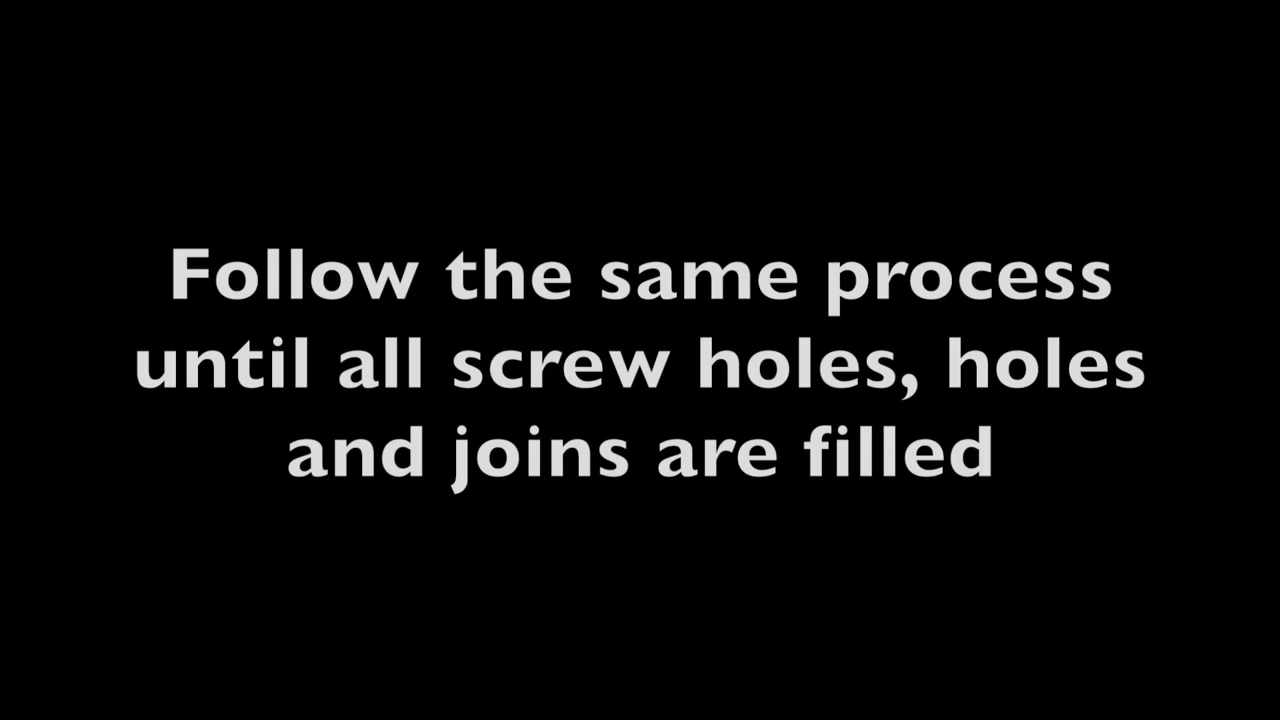 Follow the same process
until all screw holes, holes
and joins are filled